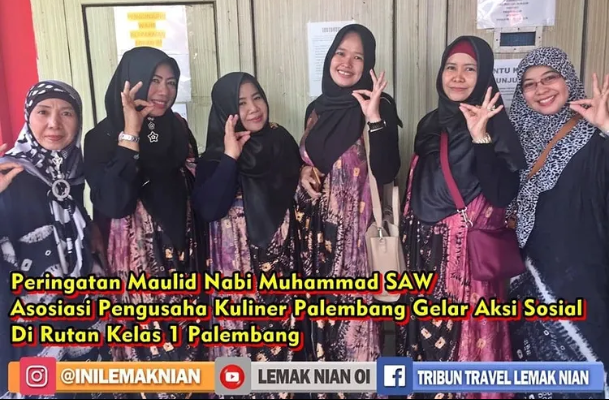 Peringatan Maulid Nabi Muhammad SAW
Asosiasi Pengusaha Kuliner Palembang Gelar Aksi Sosial
Di Rutan Kelas 1 Palembang
@INILEMAKNIAN
LEMAK NIAN OI
TRIBUN TRAVEL LEMAK NIAN